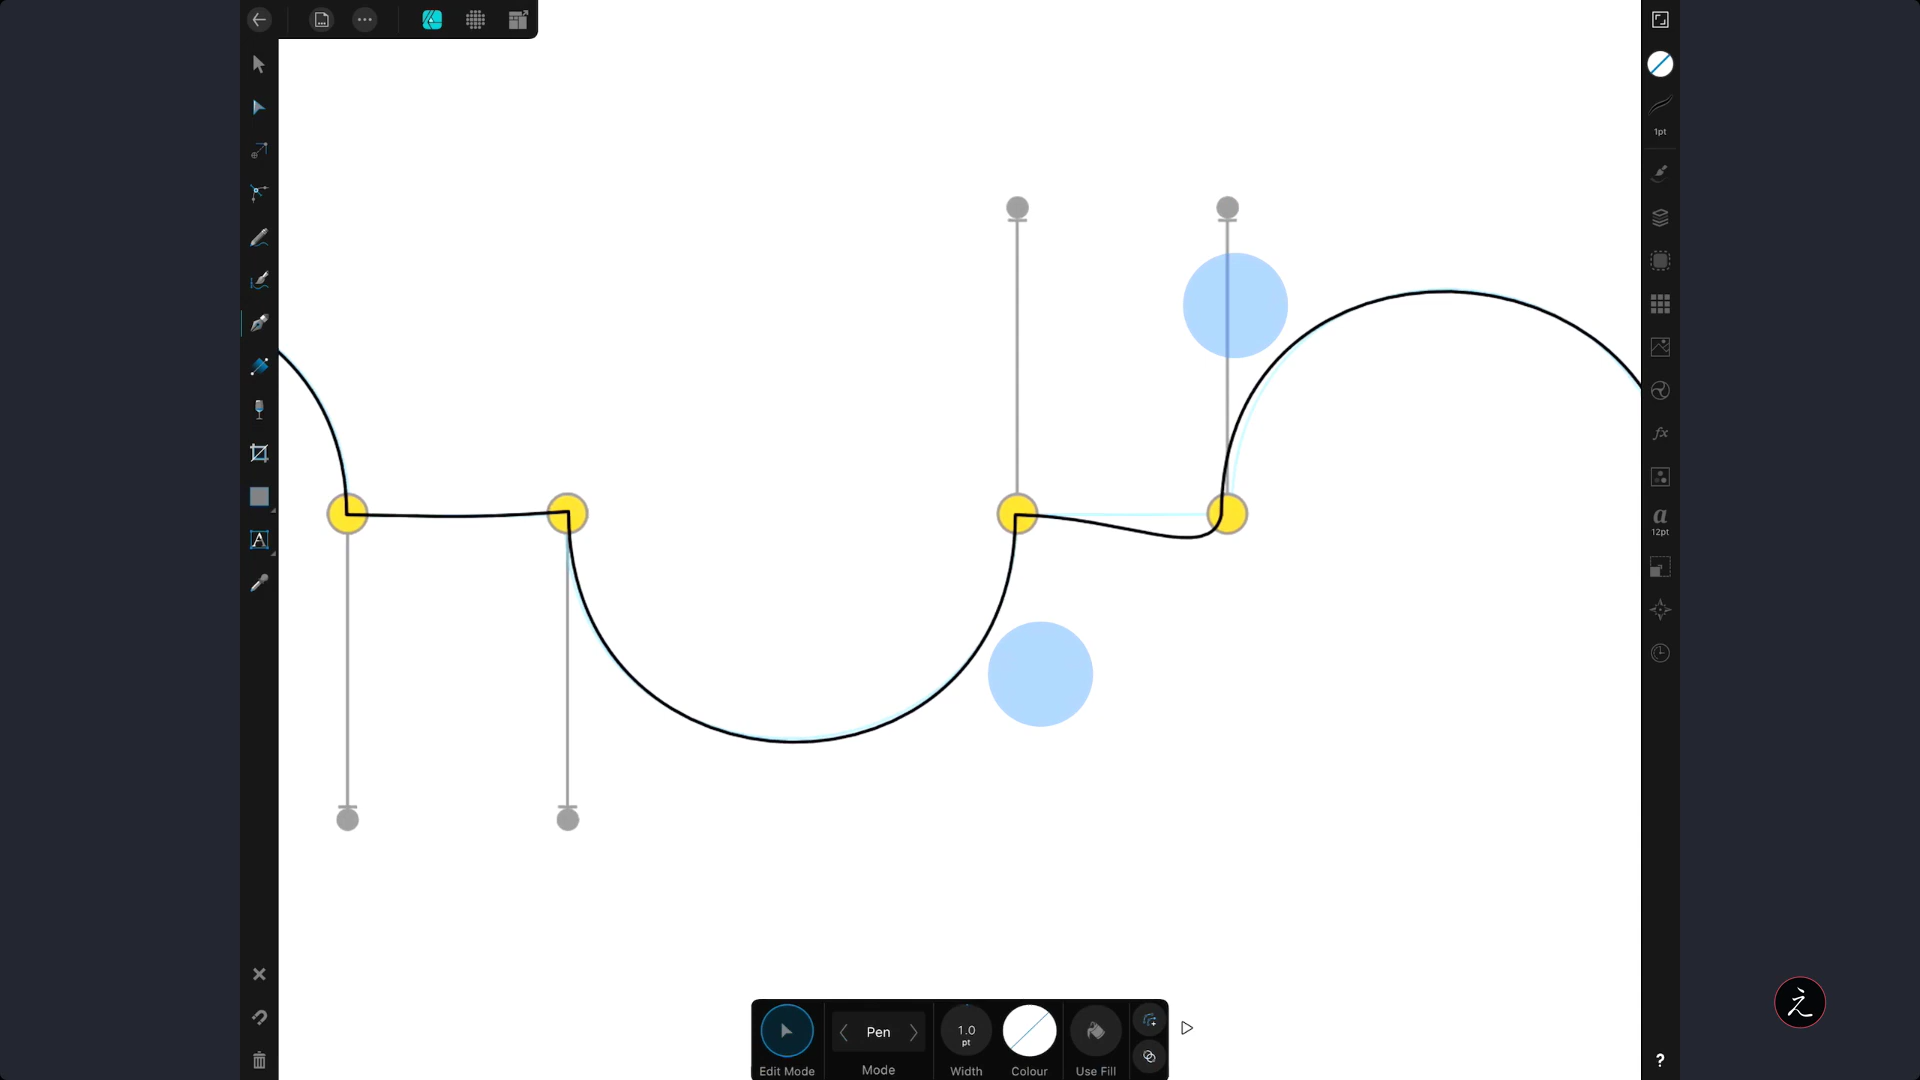 1pt
fx
a
12pt
A
之
1.0
pt
Pen
Edit Mode
Mode
Width
Colour
Use Fill
?